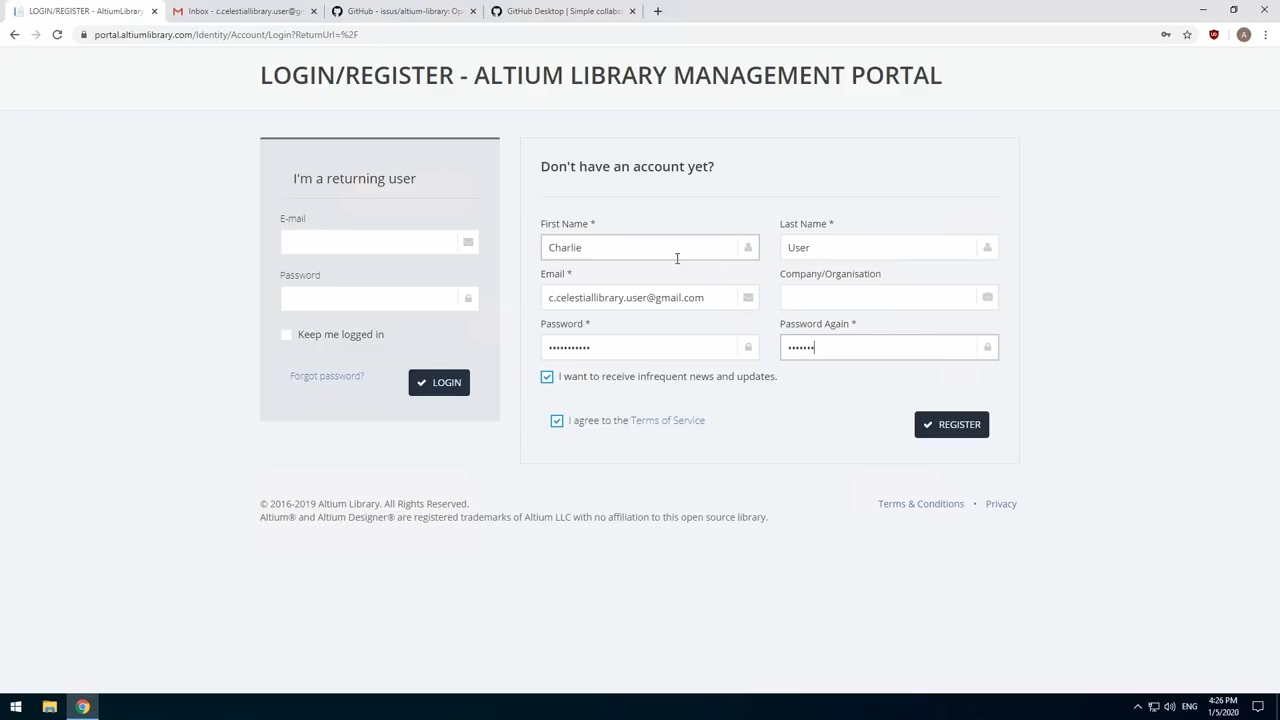 LOGIN/REGISTER - AltiumLibrary
Inbox - c.celestiallibrary.user@gm
GitHub - issus/altium-library: Ope
GitHub Desktop | Simple collabo
portal.altiumlibrary.com/Identity/Account/Login?ReturnUrl=%2F
A
LOGIN/REGISTER - ALTIUM LIBRARY MANAGEMENT PORTAL
I'm a returning user
E-mail
Password
Keep me logged in
Forgot password?
LOGIN
Don't have an account yet?
First Name *
Last Name *
Charlie
User
Email *
Company/Organisation
c.celestiallibrary.user@gmail.com
Password *
Password Again *
•••••••••••
•••••••
I want to receive infrequent news and updates.
I agree to the Terms of Service
REGISTER
© 2016-2019 Altium Library. All Rights Reserved.
Terms & Conditions • Privacy
Altium® and Altium Designer® are registered trademarks of Altium LLC with no affiliation to this open source library.
ENG
4:26 PM
1/5/2020